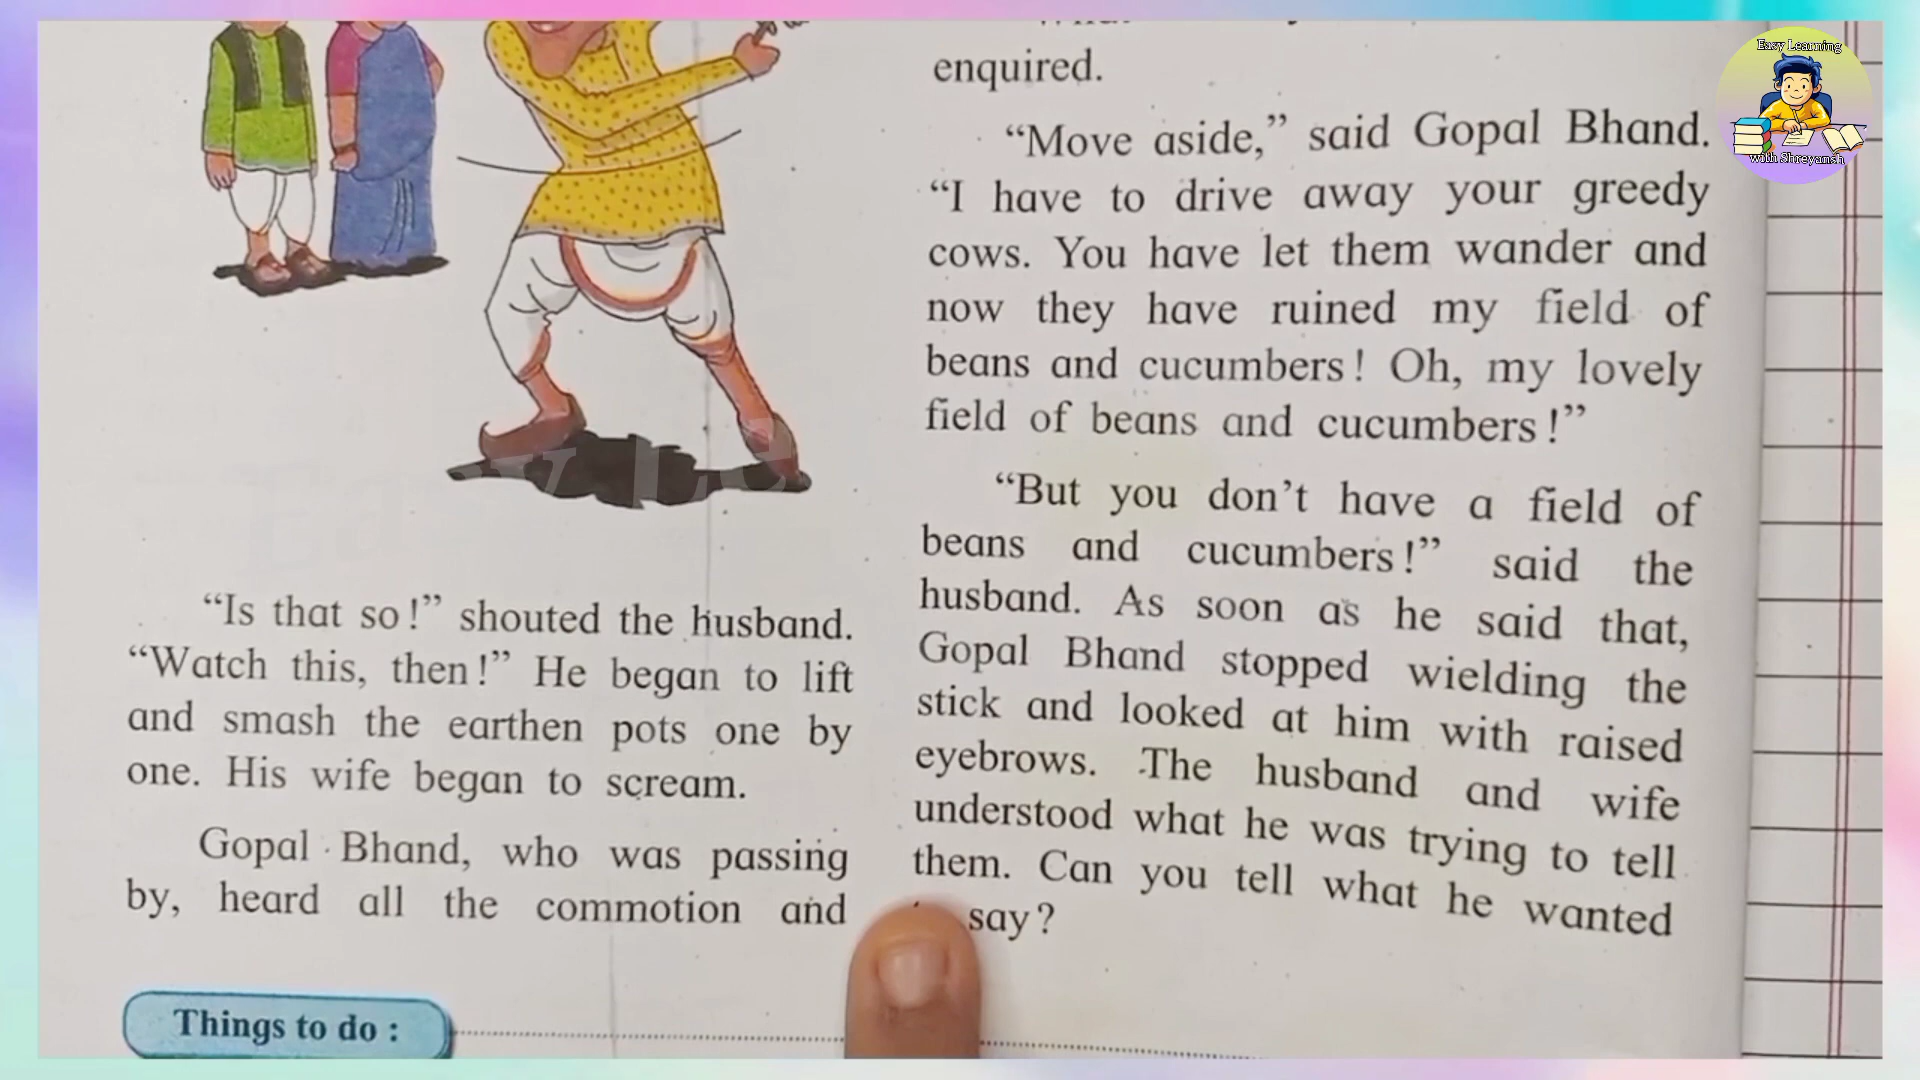 enquired.
“Move aside,” said Gopal Bhand.
“I have to drive away your greedy
cows. You have let them wander and
now they have ruined my field of
beans and cucumbers! Oh, my lovely
field of beans and cucumbers!”
“But you don’t have a field of
beans and cucumbers!” said the
husband. As soon as he said that,
Gopal Bhand stopped wielding the
stick and looked at him with raised
eyebrows. The husband and wife
understood what he was trying to tell
them. Can you tell what he wanted
say?
“Is that so!” shouted the husband.
“Watch this, then!” He began to lift
and smash the earthen pots one by
one. His wife began to scream.
Gopal Bhand, who was passing
by, heard all the commotion and
Things to do :
Easy Learning
with Shreyansh